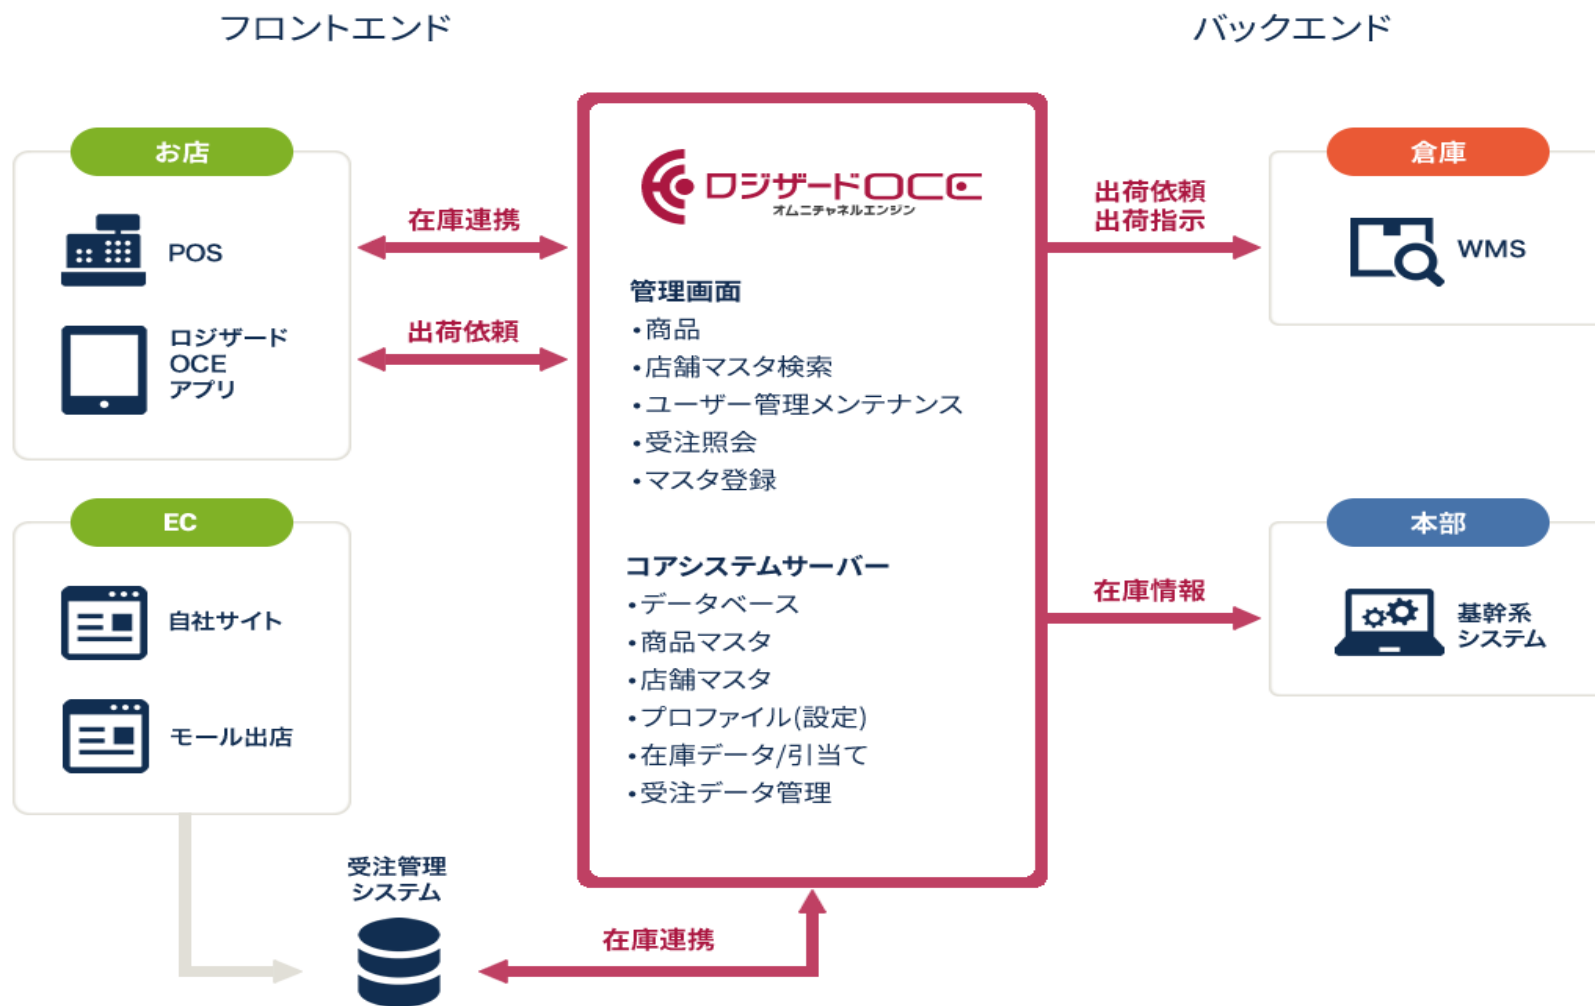 フロントエンド
バックエンド
お店
POS
ロジザード
OCE
アプリ
在庫連携
出荷依頼
EC
自社サイト
モール出店
受注管理
システム
在庫連携
ロジザードOCE
オムニチャネルエンジン
管理画面
•商品
•店舗マスタ検索
•ユーザー管理メンテナンス
•受注照会
•マスタ登録
コアシステムサーバー
•データベース
•商品マスタ
•店舗マスタ
•プロファイル(設定)
•在庫データ/引当て
•受注データ管理
出荷依頼
出荷指示
倉庫
WMS
在庫情報
本部
基幹系
システム